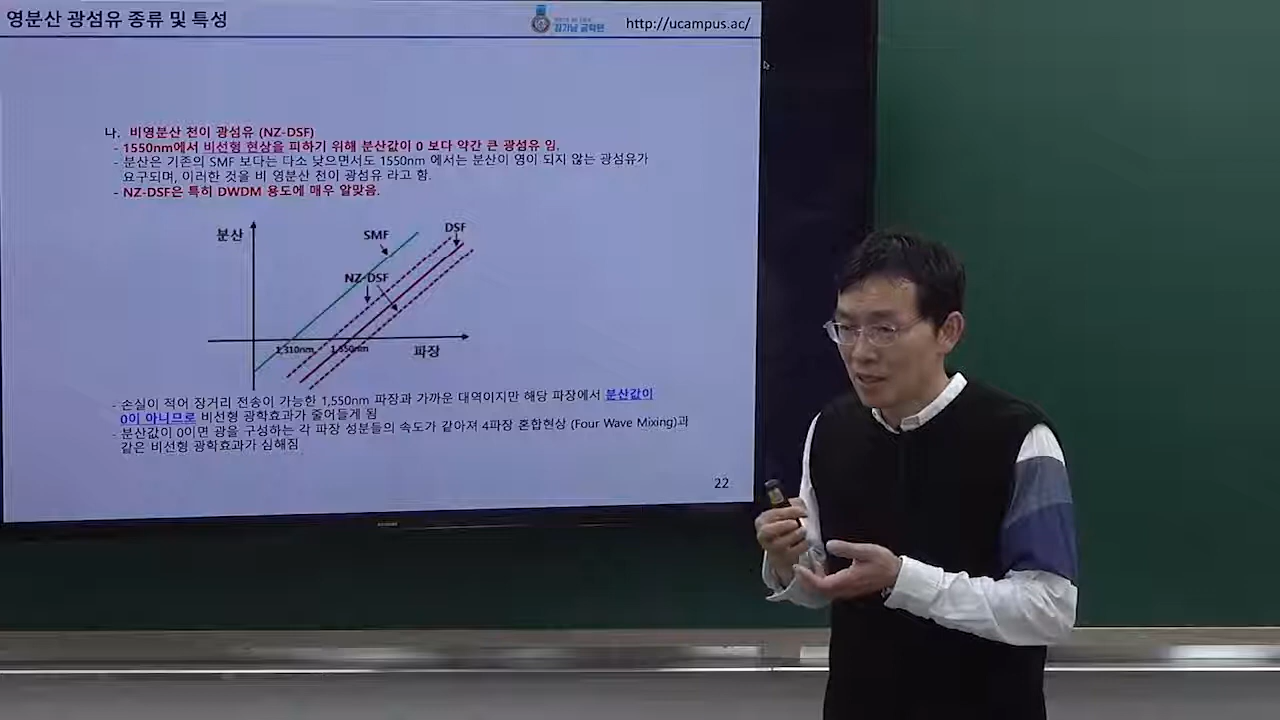 영분산 광섬유 종류 및 특성
김기남 공학원
http://ucampus.ac/
나. 비영분산 천이 광섬유 (NZ-DSF)
- 1550nm에서 비선형 현상을 피하기 위해 분산값이 0 보다 약간 큰 광섬유 임.
- 분산은 기존의 SMF 보다는 다소 낮으면서도 1550nm 에서는 분산이 영이 되지 않는 광섬유가
요구되며, 이러한 것을 비 영분산 천이 광섬유 라고 함.
- NZ-DSF은 특히 DWDM 용도에 매우 알맞음.
분산
SMF
DSF
NZ-DSF
1,310nm
1,550nm
파장
- 손실이 적어 장거리 전송이 가능한 1,550nm 파장과 가까운 대역이지만 해당 파장에서 분산값이
0이 아니므로 비선형 광학효과가 줄어들게 됨
- 분산값이 0이면 광을 구성하는 각 파장 성분들의 속도가 같아져 4파장 혼합현상 (Four Wave Mixing)과
같은 비선형 광학효과가 심해짐
22